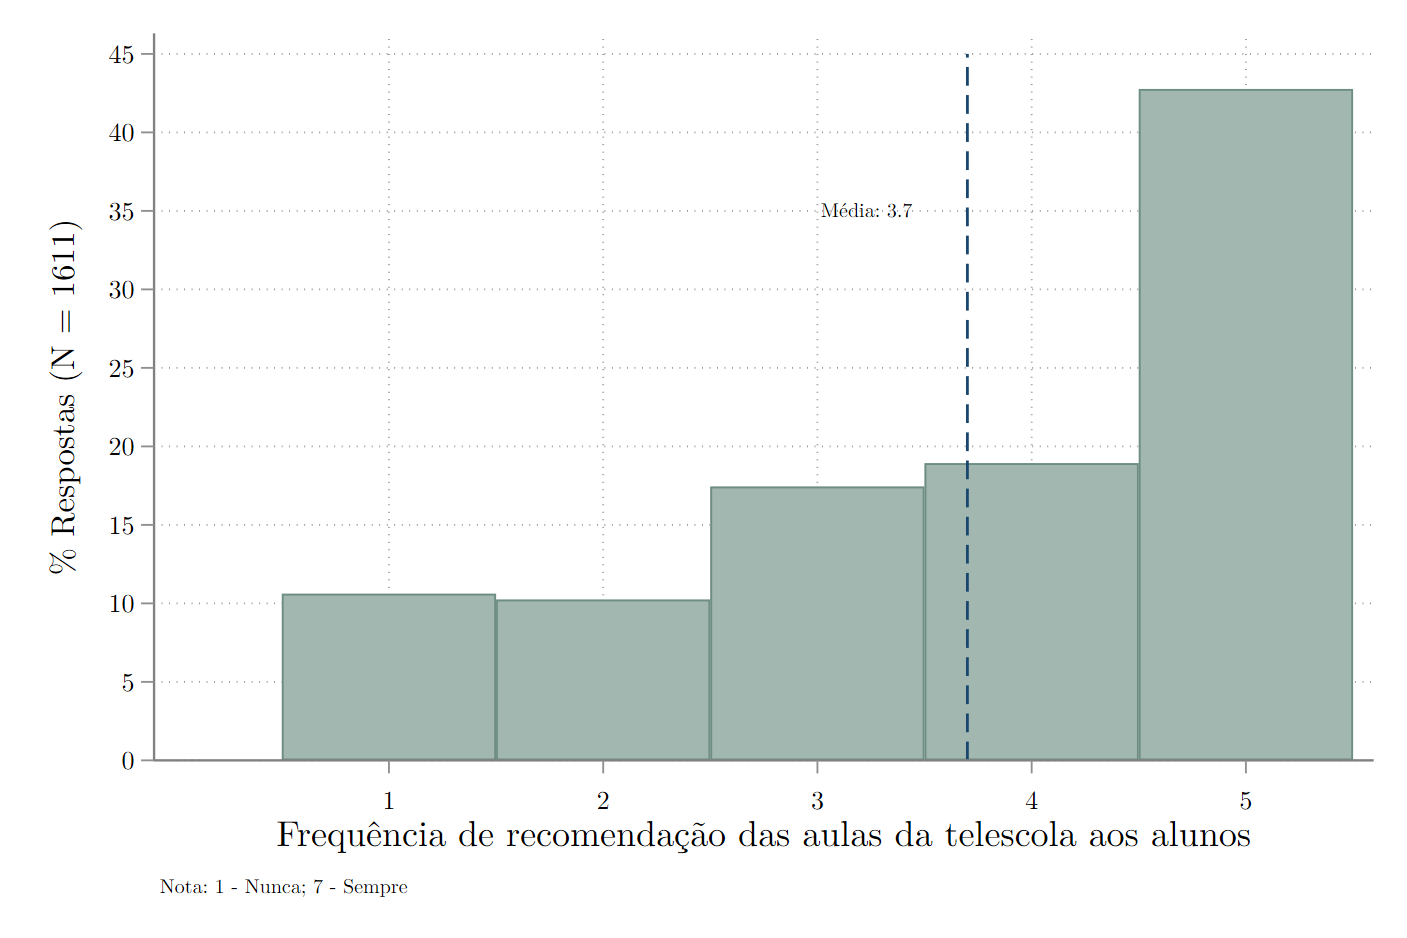 45
40
35
30
25
20
15
10
5
0
% Respostas (N = 1611)
Média: 3.7
1 2 3 4 5
Frequência de recomendação das aulas da telescola aos alunos
Nota: 1 - Nunca; 7 - Sempre